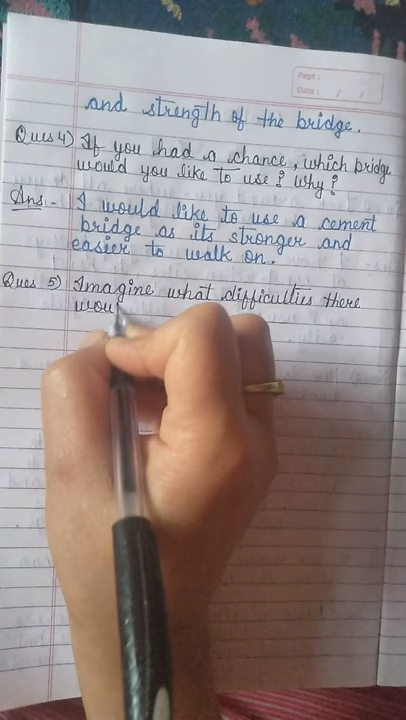 Page :
Date : / /
and strength of the bridge.
Ques 4) If you had a chance, which bridge
would you like to use? Why?
Ans - I would like to use a cement
bridge as its stronger and
easier to walk on.
Ques 5) Imagine what difficulties there
wou